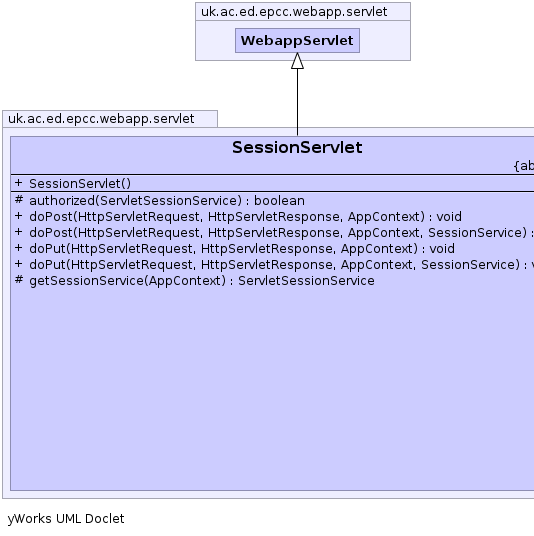 uk.ac.ed.epcc.webapp.servlet
WebappServlet
uk.ac.ed.epcc.webapp.servlet
SessionServlet
{ab
+ SessionServlet()
# authorized(ServletSessionService) : boolean
+ doPost(HttpServletRequest, HttpServletResponse, AppContext) : void
+ doPost(HttpServletRequest, HttpServletResponse, AppContext, SessionService) :
+ doPut(HttpServletRequest, HttpServletResponse, AppContext) : void
+ doPut(HttpServletRequest, HttpServletResponse, AppContext, SessionService) : v
# getSessionService(AppContext) : ServletSessionService
yWorks UML Doclet